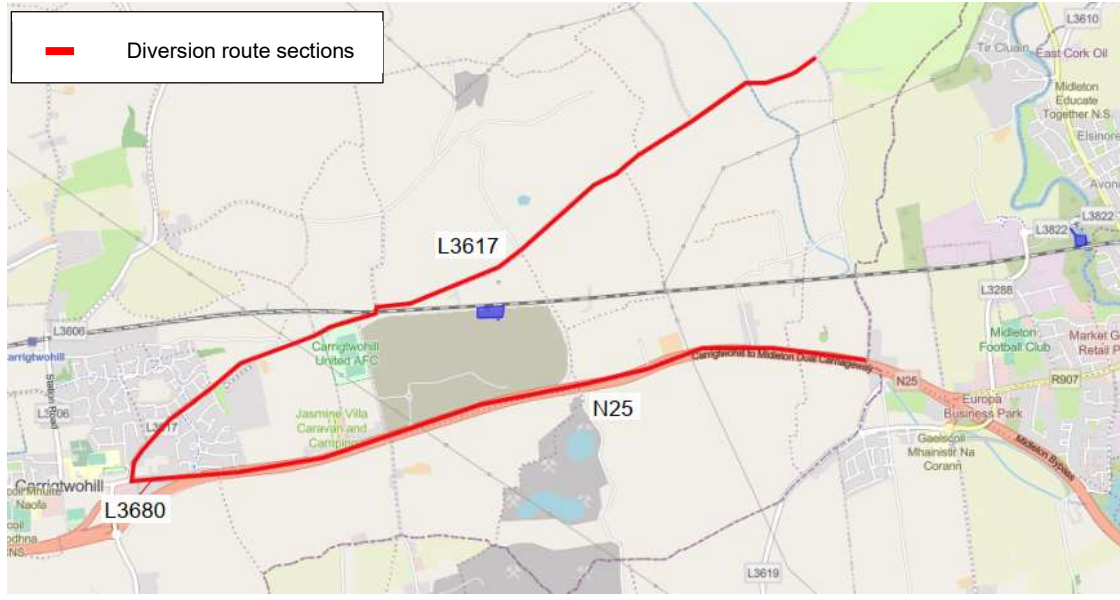 Diversion route sections
L3610
Tir Cluain
East Cork Oil
Midleton
Educate
Together N.S.
Elsinore
Avon
L3822
L3822
L3617
L3606
Carrigtwohill
Carrigtwohill
United AFC
L3288
Midleton
Football Club
Market G
Retail P
Station Road
Carrigtwohill to Midleton Dual Carriageway
N25
R907
L3617
Jasmine Villa
Caravan and
Camping
N25
Europa
Business Park
Gaelscoil
Mhainistir Na
Corann
Midleton Bypass
Carrigtwohill
L3680
Naofa
L3619